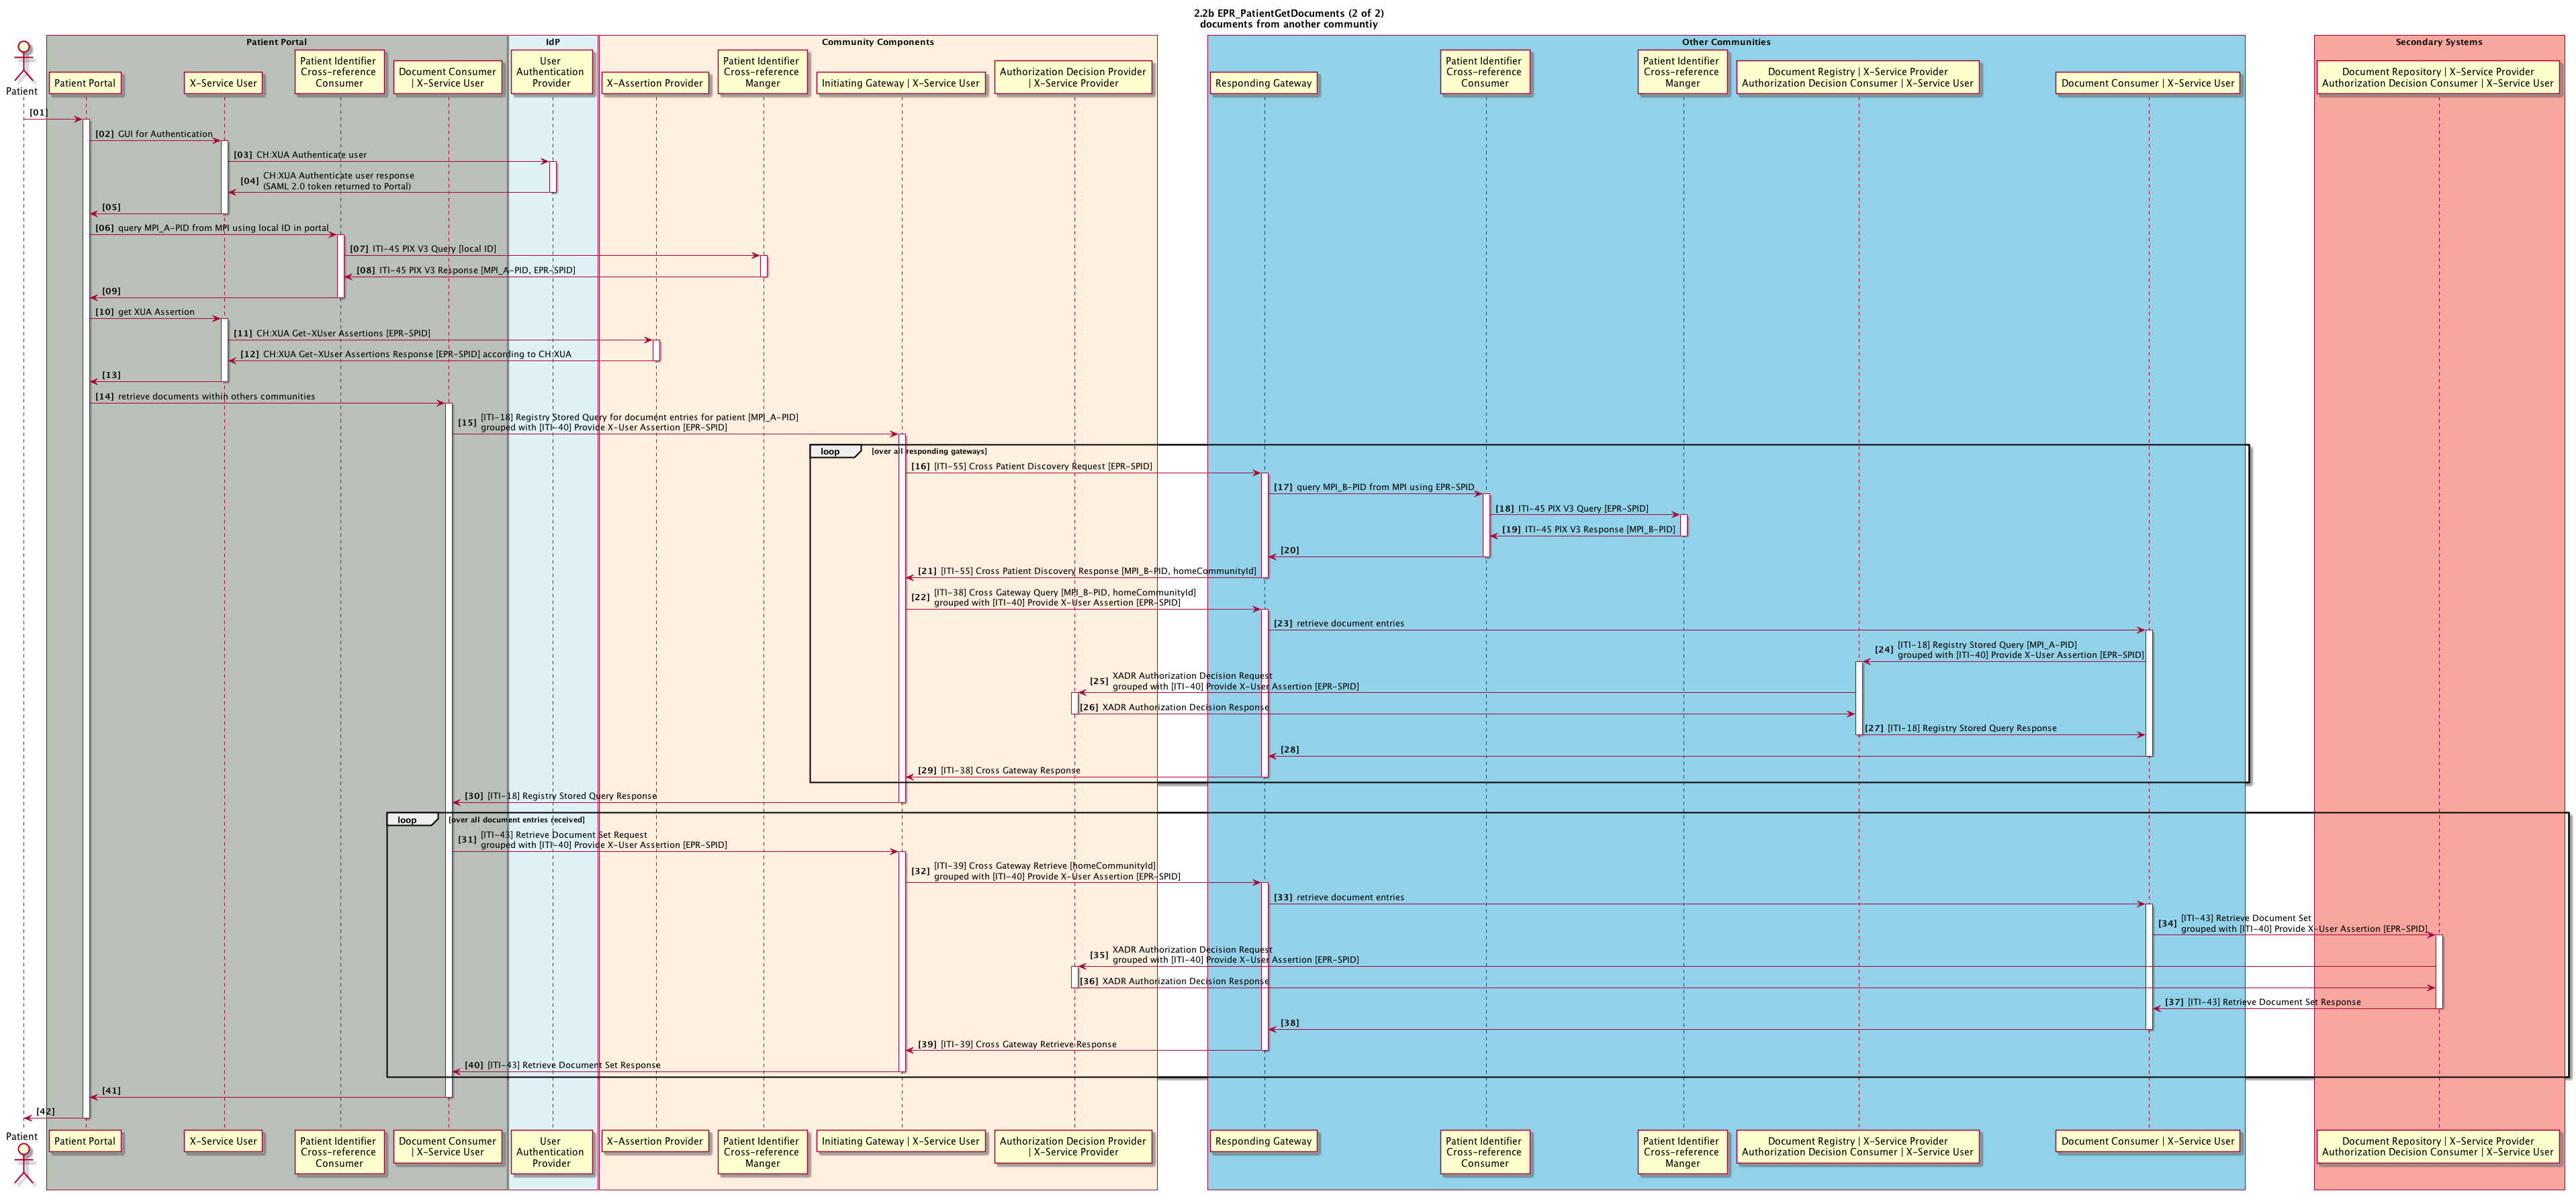 2.2b EPR_PatientGetDocuments (2 of 2)
documents from another communtiy
Patient Portal
IdP
Community Components
Other Communities
Secondary Systems
Patient
Patient Portal
X-Service User
Patient Identifier
Cross-reference
Consumer
Document Consumer
| X-Service User
User
Authentication
Provider
X-Assertion Provider
Patient Identifier
Cross-reference
Manger
Initiating Gateway | X-Service User
Authorization Decision Provider
| X-Service Provider
Responding Gateway
Patient Identifier
Cross-reference
Consumer
Patient Identifier
Cross-reference
Manger
Document Registry | X-Service Provider
Authorization Decision Consumer | X-Service User
Document Consumer | X-Service User
Document Repository | X-Service Provider
Authorization Decision Consumer | X-Service User
[01]
[02] GUI for Authentication
[03] CH:XUA Authenticate user
[04] CH:XUA Authenticate user response
(SAML 2.0 token returned to Portal)
[05]
[06] query MPI_A-PID from MPI using local ID in portal
[07] ITI-45 PIX V3 Query [local ID]
[08] ITI-45 PIX V3 Response [MPI_A-PID, EPR-SPID]
[09]
[10] get XUA Assertion
[11] CH:XUA Get-XUser Assertions [EPR-SPID]
[12] CH:XUA Get-XUser Assertions Response [EPR-SPID] according to CH:XUA
[13]
[14] retrieve documents within others communities
[15] [ITI-18] Registry Stored Query for document entries for patient [MPI_A-PID]
grouped with [ITI-40] Provide X-User Assertion [EPR-SPID]
loop [over all responding gateways]
[16] [ITI-55] Cross Patient Discovery Request [EPR-SPID]
[17] query MPI_B-PID from MPI using EPR-SPID
[18] ITI-45 PIX V3 Query [EPR-SPID]
[19] ITI-45 PIX V3 Response [MPI_B-PID]
[20]
[21] [ITI-55] Cross Patient Discovery Response [MPI_B-PID, homeCommunityId]
[22] [ITI-38] Cross Gateway Query [MPI_B-PID, homeCommunityId]
grouped with [ITI-40] Provide X-User Assertion [EPR-SPID]
[23] retrieve document entries
[24] [ITI-18] Registry Stored Query [MPI_A-PID]
grouped with [ITI-40] Provide X-User Assertion [EPR-SPID]
[25] XADR Authorization Decision Request
grouped with [ITI-40] Provide X-User Assertion [EPR-SPID]
[26] XADR Authorization Decision Response
[27] [ITI-18] Registry Stored Query Response
[28]
[29] [ITI-38] Cross Gateway Response
[30] [ITI-18] Registry Stored Query Response
loop [over all document entries received]
[31] [ITI-43] Retrieve Document Set Request
grouped with [ITI-40] Provide X-User Assertion [EPR-SPID]
[32] [ITI-39] Cross Gateway Retrieve [homeCommunityId]
grouped with [ITI-40] Provide X-User Assertion [EPR-SPID]
[33] retrieve document entries
[34] [ITI-43] Retrieve Document Set
grouped with [ITI-40] Provide X-User Assertion [EPR-SPID]
[35] XADR Authorization Decision Request
grouped with [ITI-40] Provide X-User Assertion [EPR-SPID]
[36] XADR Authorization Decision Response
[37] [ITI-43] Retrieve Document Set Response
[38]
[39] [ITI-39] Cross Gateway Retrieve Response
[40] [ITI-43] Retrieve Document Set Response
[41]
[42]
Patient
Patient Portal
X-Service User
Patient Identifier
Cross-reference
Consumer
Document Consumer
| X-Service User
User
Authentication
Provider
X-Assertion Provider
Patient Identifier
Cross-reference
Manger
Initiating Gateway | X-Service User
Authorization Decision Provider
| X-Service Provider
Responding Gateway
Patient Identifier
Cross-reference
Consumer
Patient Identifier
Cross-reference
Manger
Document Registry | X-Service Provider
Authorization Decision Consumer | X-Service User
Document Consumer | X-Service User
Document Repository | X-Service Provider
Authorization Decision Consumer | X-Service User